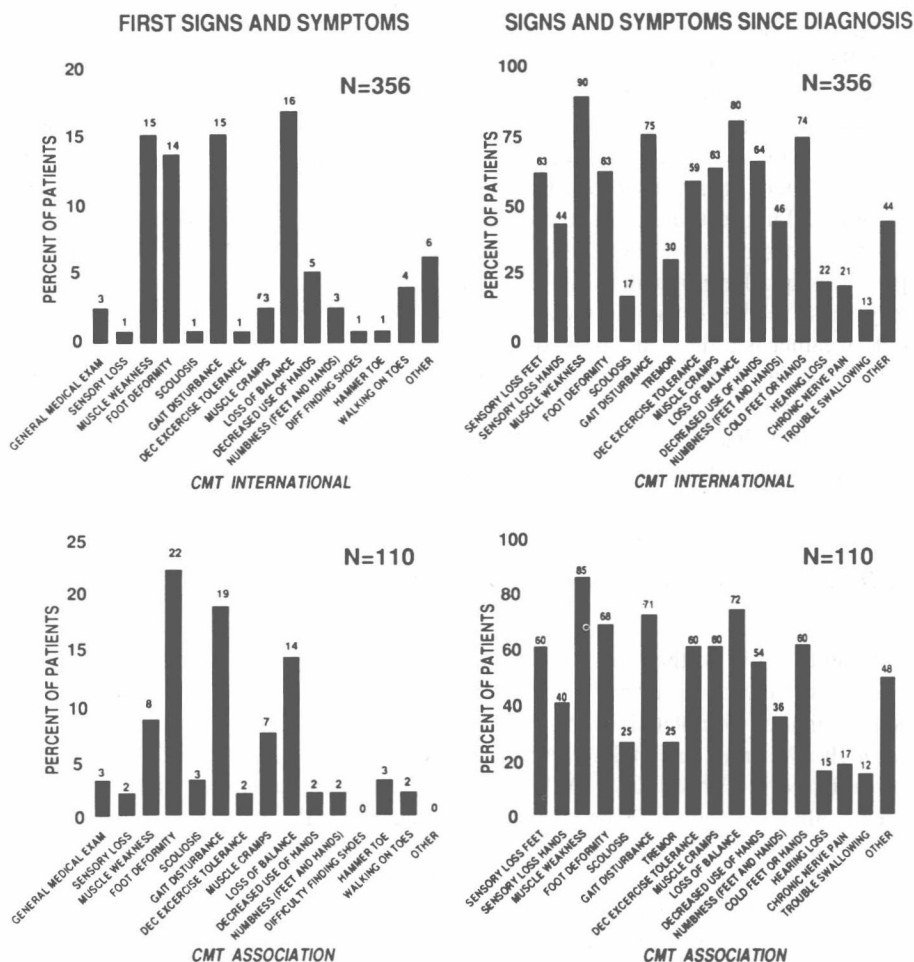 FIRST SIGNS AND SYMPTOMS
N=356
PERCENT OF PATIENTS
20
15
10
5
0
3
1
15
14
1
15
1
3
16
5
3
1
1
4
6
GENERAL MEDICAL EXAM
SENSORY LOSS
MUSCLE WEAKNESS
FOOT DEFORMITY
SCOLIOSIS
GAIT DISTURBANCE
DEC EXCERCISE TOLERANCE
MUSCLE CRAMPS
LOSS OF BALANCE
DECREASED USE OF HANDS
NUMBNESS (FEET AND HANDS)
DIFF FINDING SHOES
HAMMER TOE
WALKING ON TOES
OTHER
CMT INTERNATIONAL
SIGNS AND SYMPTOMS SINCE DIAGNOSIS
N=356
PERCENT OF PATIENTS
100
75
50
25
0
63
44
90
63
17
75
30
59
63
80
64
46
74
22
21
13
44
SENSORY LOSS FEET
SENSORY LOSS HANDS
MUSCLE WEAKNESS
FOOT DEFORMITY
SCOLIOSIS
GAIT DISTURBANCE
TREMOR
DEC EXCERCISE TOLERANCE
MUSCLE CRAMPS
LOSS OF BALANCE
DECREASED USE OF HANDS
NUMBNESS (FEET AND HANDS)
COLD FEET OR HANDS
HEARING LOSS
CHRONIC NERVE PAIN
TROUBLE SWALLOWING
OTHER
CMT INTERNATIONAL
N=110
PERCENT OF PATIENTS
25
20
15
10
5
0
3
2
8
22
3
19
2
7
14
2
2
0
3
2
0
GENERAL MEDICAL EXAM
SENSORY LOSS
MUSCLE WEAKNESS
FOOT DEFORMITY
SCOLIOSIS
GAIT DISTURBANCE
DEC EXCERCISE TOLERANCE
MUSCLE CRAMPS
LOSS OF BALANCE
DECREASED USE OF HANDS
NUMBNESS (FEET AND HANDS)
DIFFICULTY FINDING SHOES
HAMMER TOE
WALKING ON TOES
OTHER
CMT ASSOCIATION
N=110
PERCENT OF PATIENTS
100
80
60
40
20
0
60
40
85
68
25
71
25
60
60
72
54
36
60
15
17
12
48
SENSORY LOSS FEET
SENSORY LOSS HANDS
MUSCLE WEAKNESS
FOOT DEFORMITY
SCOLIOSIS
GAIT DISTURBANCE
TREMOR
DEC EXCERCISE TOLERANCE
MUSCLE CRAMPS
LOSS OF BALANCE
DECREASED USE OF HANDS
NUMBNESS (FEET AND HANDS)
COLD FEET OR HANDS
HEARING LOSS
CHRONIC NERVE PAIN
TROUBLE SWALLOWING
OTHER
CMT ASSOCIATION